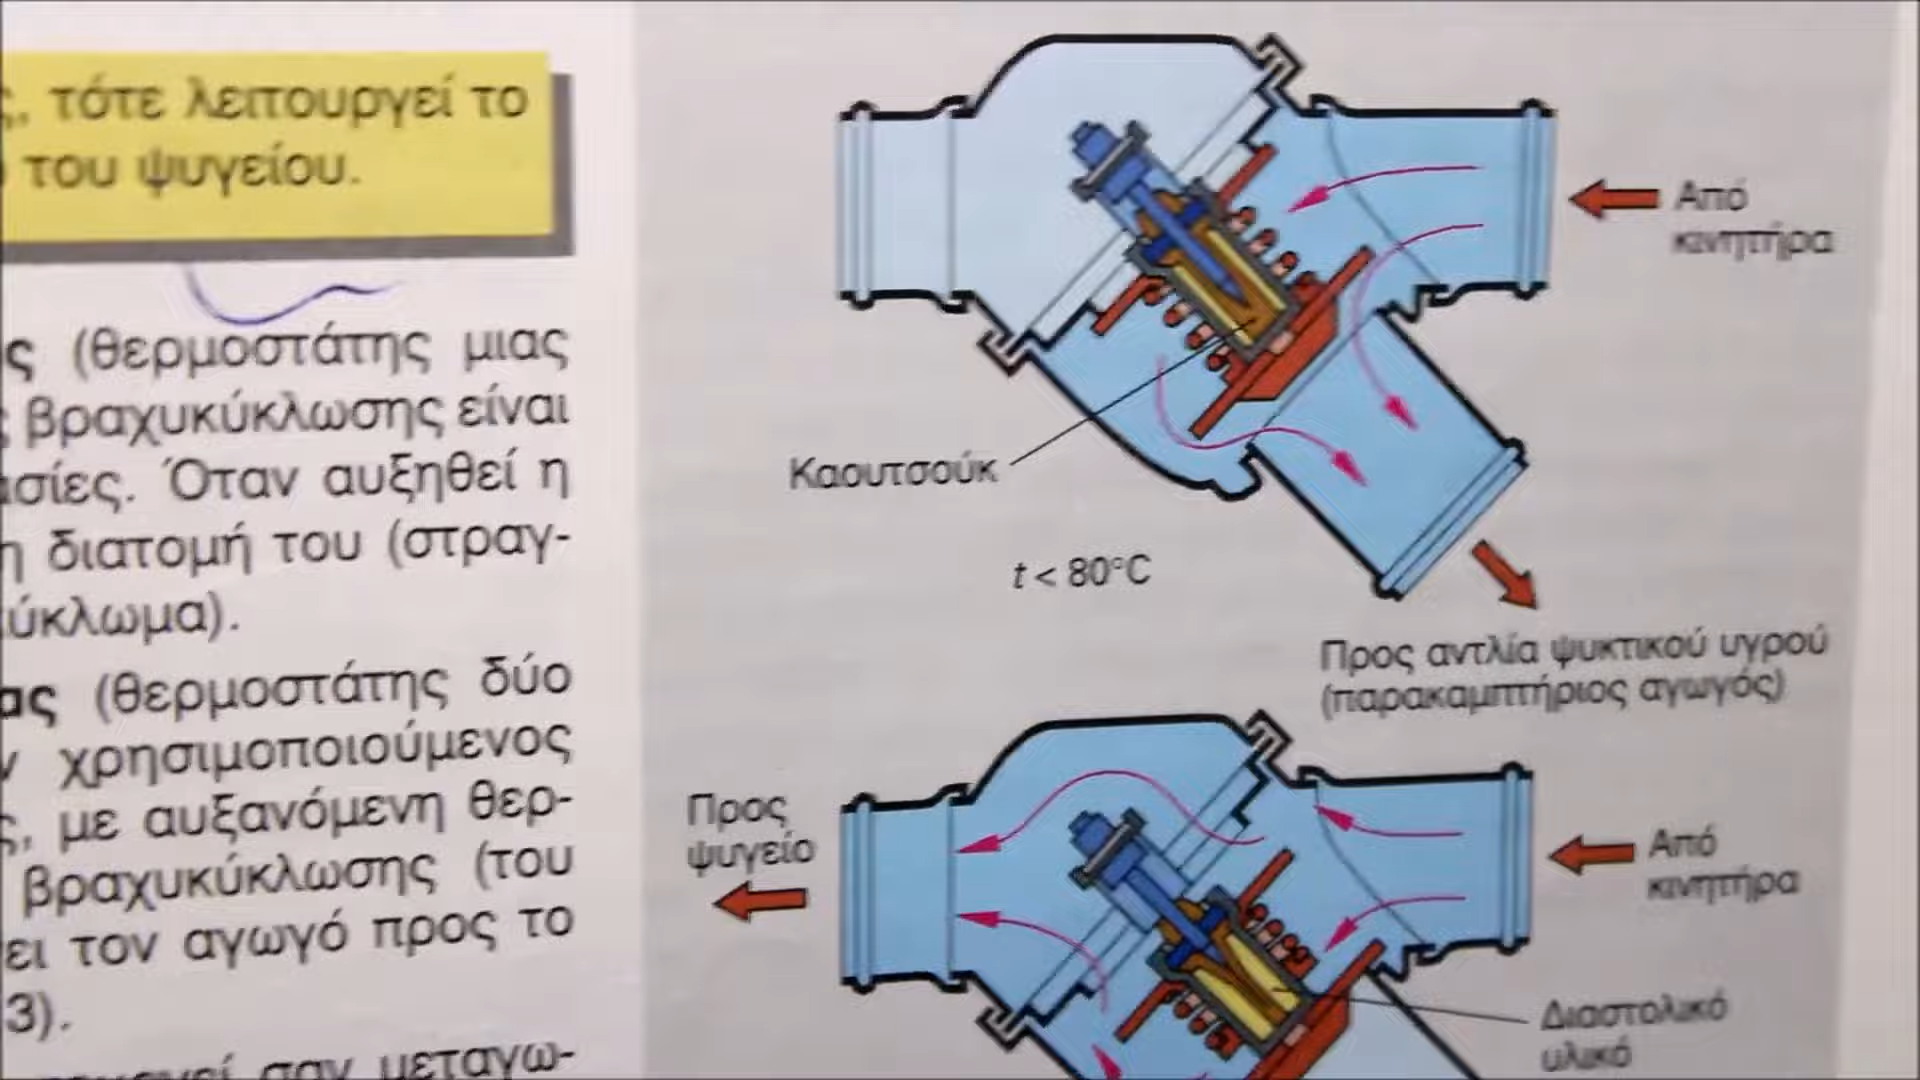 τότε λειτουργεί το
του ψυγείου.
ς (θερμοστάτης μιας
βραχυκύκλωσης είναι
Όταν αυξηθεί η
η διατομή του (στραγ-
ύκλωμα).
ας (θερμοστάτης δύο
χρησιμοποιούμενος
με αυξανόμενη θερ-
βραχυκύκλωσης (του
ει τον αγωγό προς το
3).
σαν μεταγω-
Από
κινητήρα
Καουτσούκ
t < 80°C
Προς αντλία ψυκτικού υγρού
(παρακαμπτήριος αγωγός)
Προς
ψυγείο
Από
κινητήρα
Διαστολικό
υλικό